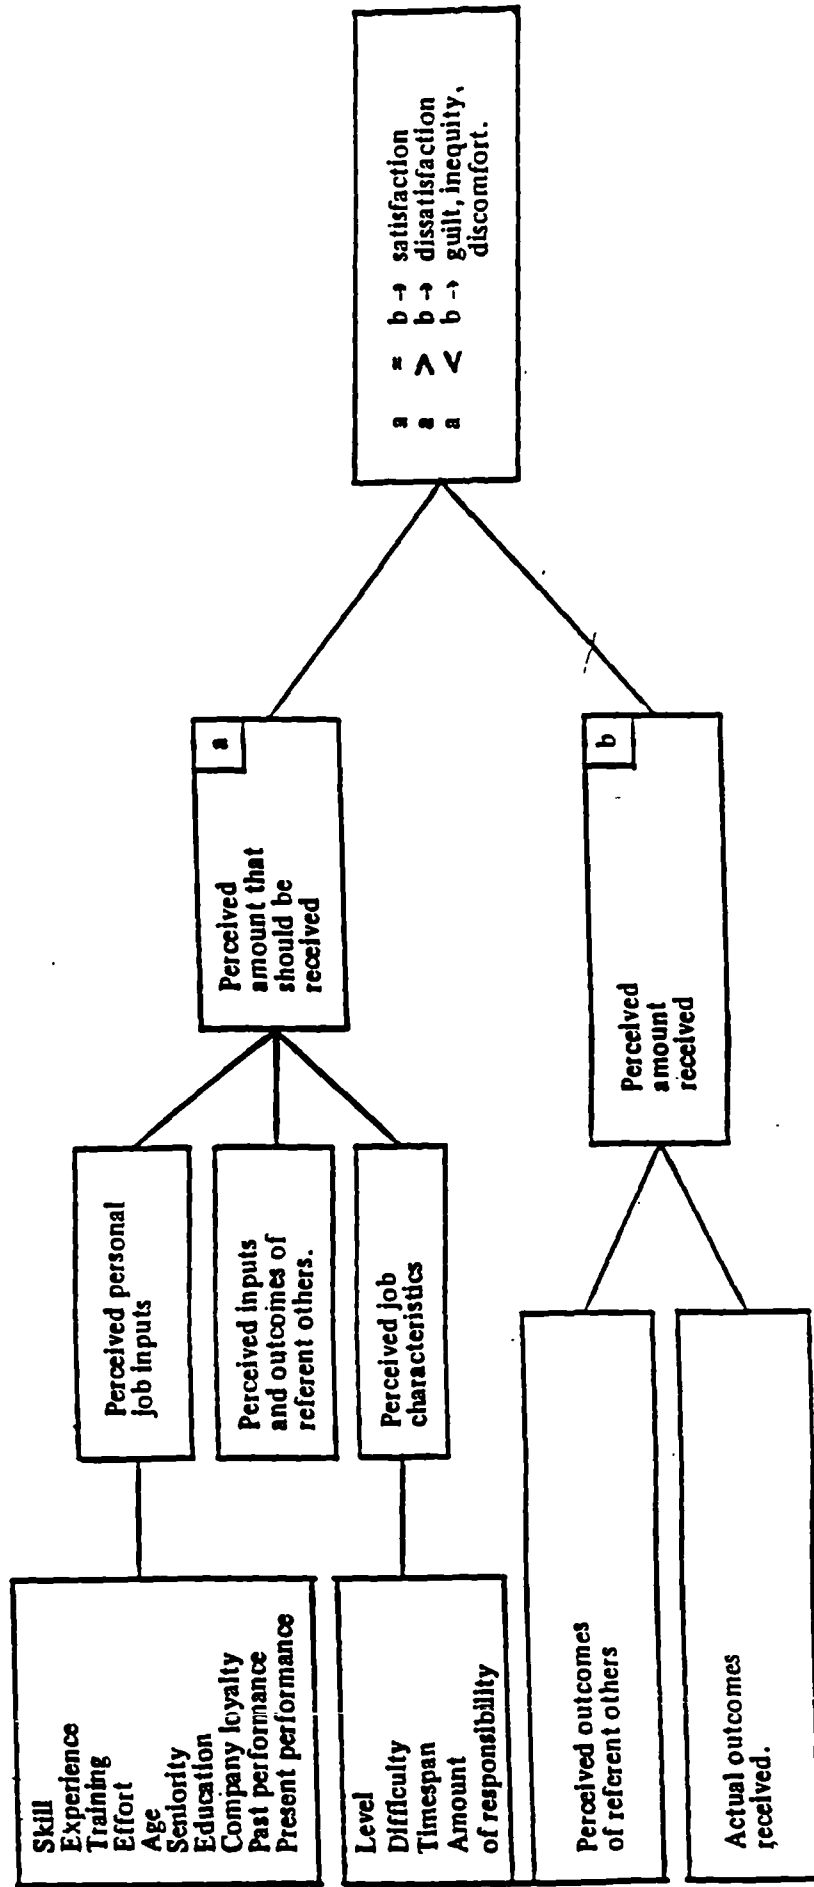 Skill
Experience
Training
Effort
Age
Seniority
Education
Company loyalty
Past performance
Present performance
Level
Difficulty
Timespan
Amount
of responsibility
Perceived outcomes
of referent others
Actual outcomes
received.
Perceived personal
job inputs
Perceived inputs
and outcomes of
referent others.
Perceived job
characteristics
Perceived
amount that
should be
received
a
Perceived
amount
received
b
a = b → satisfaction
a > b → dissatisfaction
a < b → guilt, inequity,
discomfort.